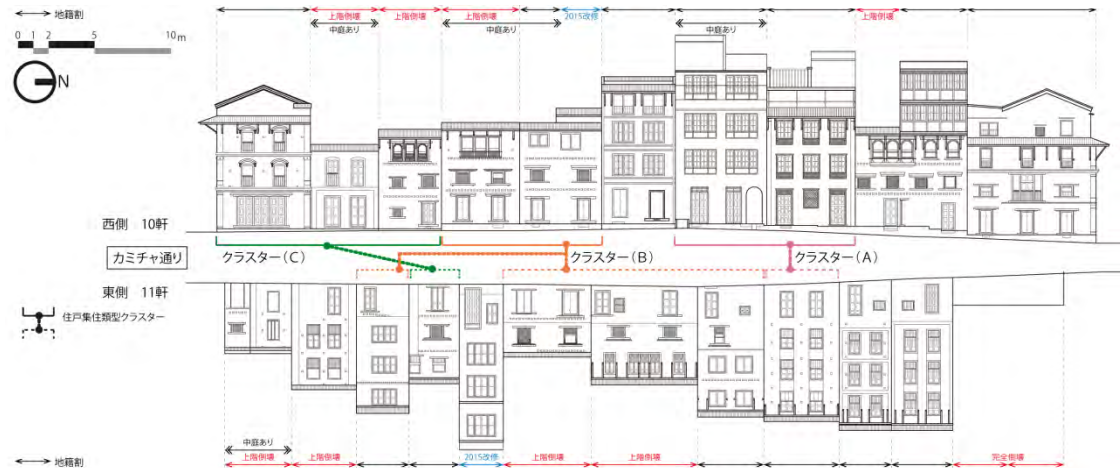 地籍割
上階倒壊
上階倒壊
上階倒壊
2015改修
上階倒壊
中庭あり
中庭あり
中庭あり
0 1 2 5 10m
N
西側 10軒
カミチャ通り
クラスター(C)
クラスター(B)
クラスター(A)
東側 11軒
住戸集住類型クラスター
中庭あり
地籍割
上階倒壊
上階倒壊
2015改修
上階倒壊
上階倒壊
完全倒壊